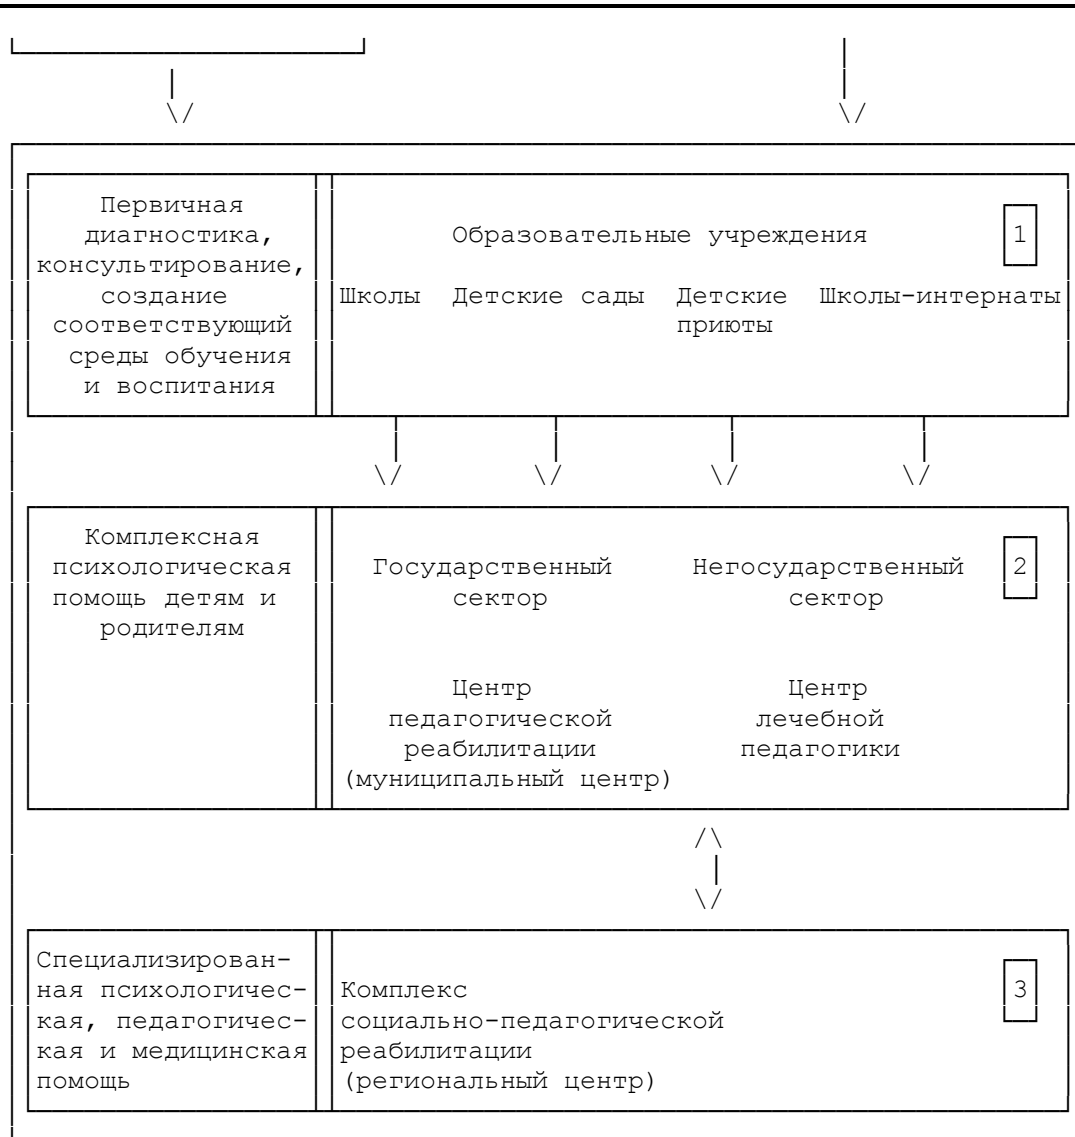 Первичная
диагностика,
консультирование,
создание
соответствующий
среды обучения
и воспитания
Образовательные учреждения
1
Школы Детские сады Детские приюты Школы-интернаты
Комплексная
психологическая
помощь детям и
родителям
Государственный
сектор
Негосударственный
сектор
2
Центр
педагогической
реабилитации
(муниципальный центр)
Центр
лечебной
педагогики
Специализирован-
ная психологичес-
кая, педагогичес-
кая и медицинская
помощь
Комплекс
социально-педагогической
реабилитации
(региональный центр)
3